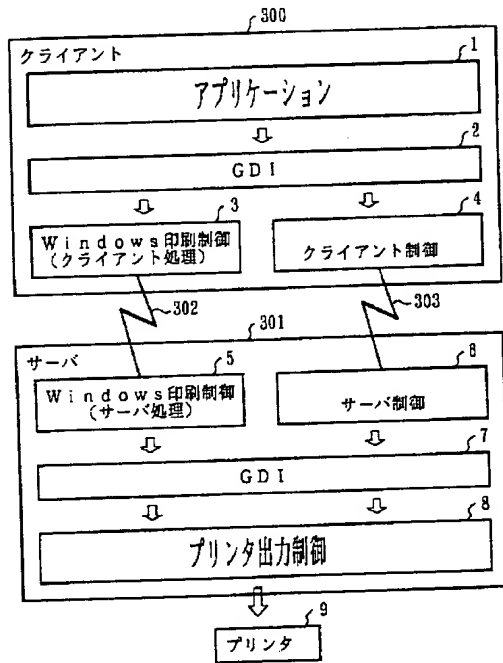 300
クライアント
1
アプリケーション
2
GDI
3
4
Windows印刷制御
(クライアント処理)
クライアント制御
302
303
301
サーバ
5
6
Windows印刷制御
(サーバ処理)
サーバ制御
7
GDI
8
プリンタ出力制御
9
プリンタ